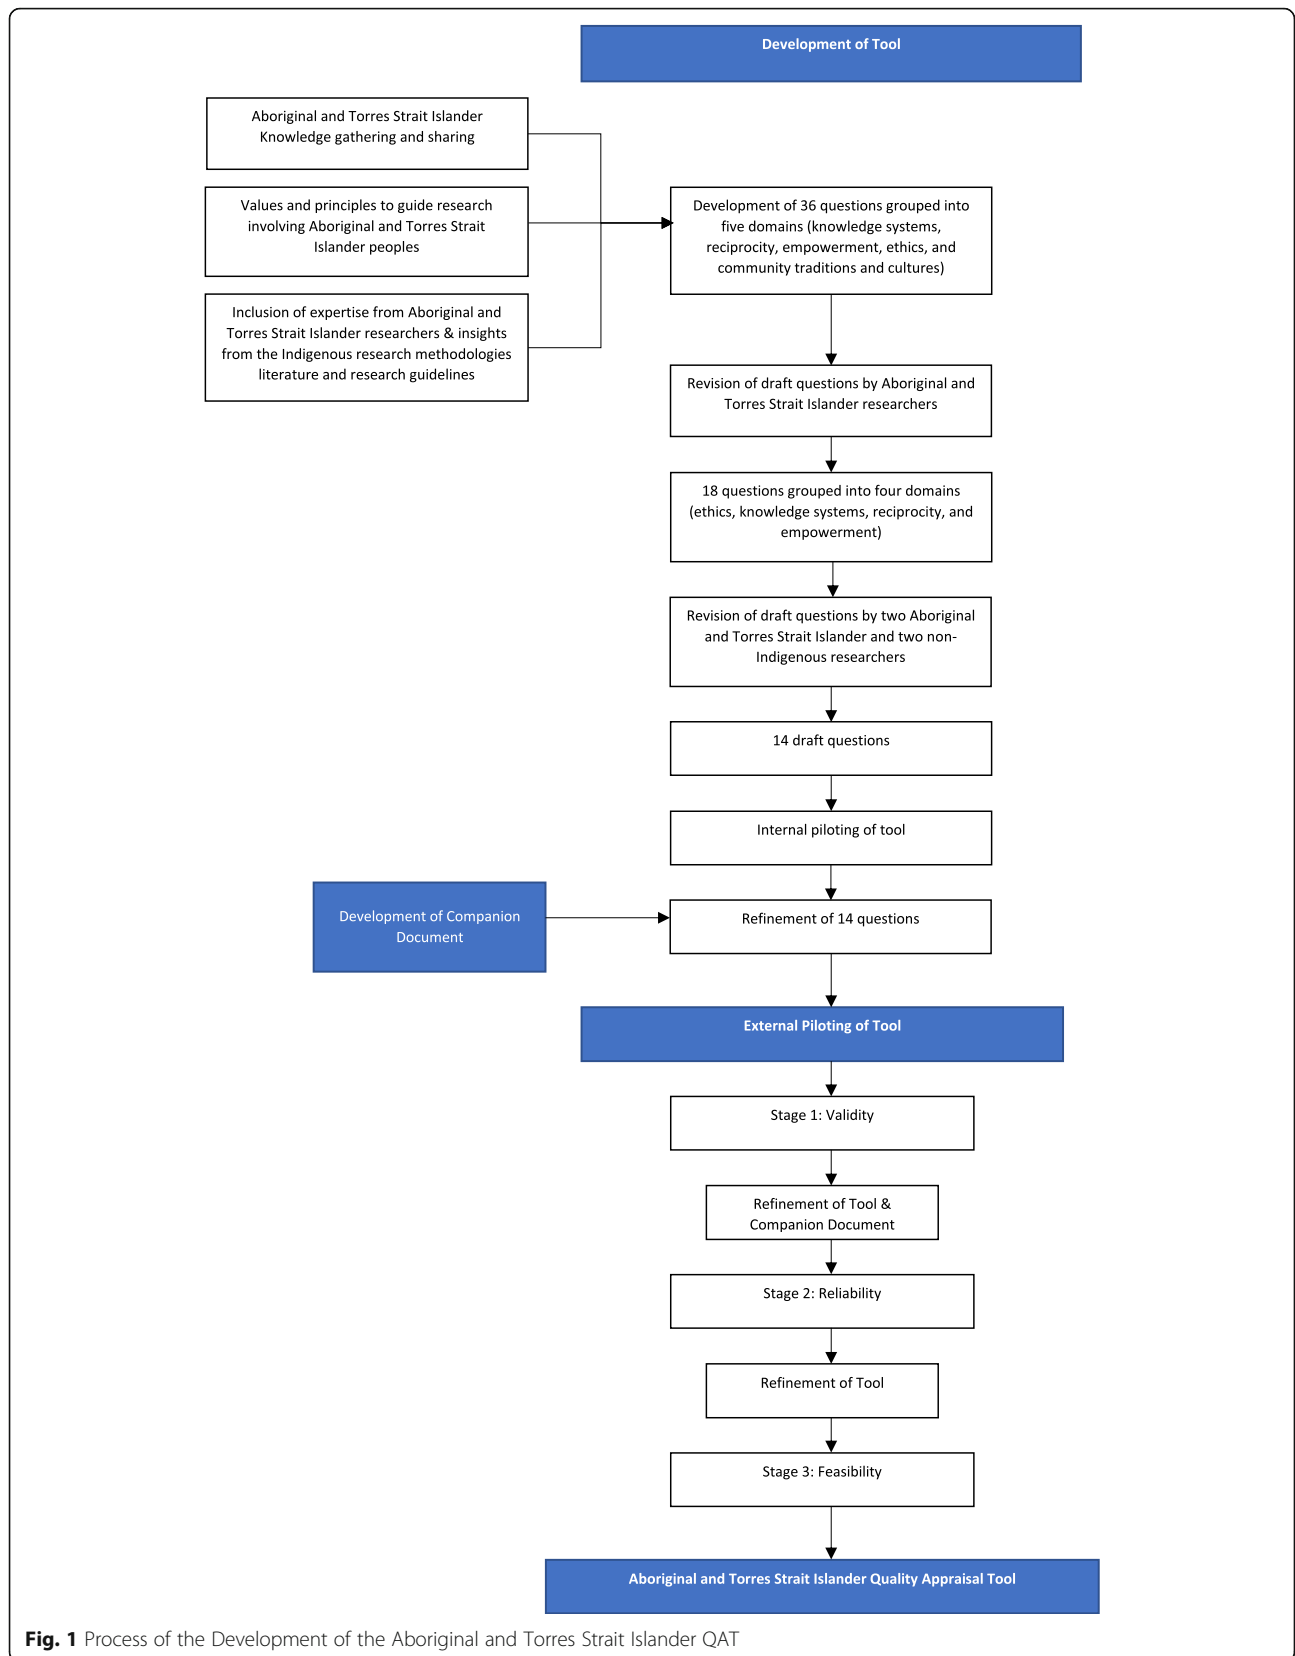 Development of Tool
Aboriginal and Torres Strait Islander
Knowledge gathering and sharing
Values and principles to guide research
involving Aboriginal and Torres Strait
Islander peoples
Inclusion of expertise from Aboriginal and
Torres Strait Islander researchers & insights
from the Indigenous research methodologies
literature and research guidelines
Development of 36 questions grouped into
five domains (knowledge systems,
reciprocity, empowerment, ethics, and
community traditions and cultures)
Revision of draft questions by Aboriginal and
Torres Strait Islander researchers
18 questions grouped into four domains
(ethics, knowledge systems, reciprocity, and
empowerment)
Revision of draft questions by two Aboriginal
and Torres Strait Islander and two non-
Indigenous researchers
14 draft questions
Internal piloting of tool
Development of Companion
Document
Refinement of 14 questions
External Piloting of Tool
Stage 1: Validity
Refinement of Tool &
Companion Document
Stage 2: Reliability
Refinement of Tool
Stage 3: Feasibility
Aboriginal and Torres Strait Islander Quality Appraisal Tool
Fig. 1 Process of the Development of the Aboriginal and Torres Strait Islander QAT